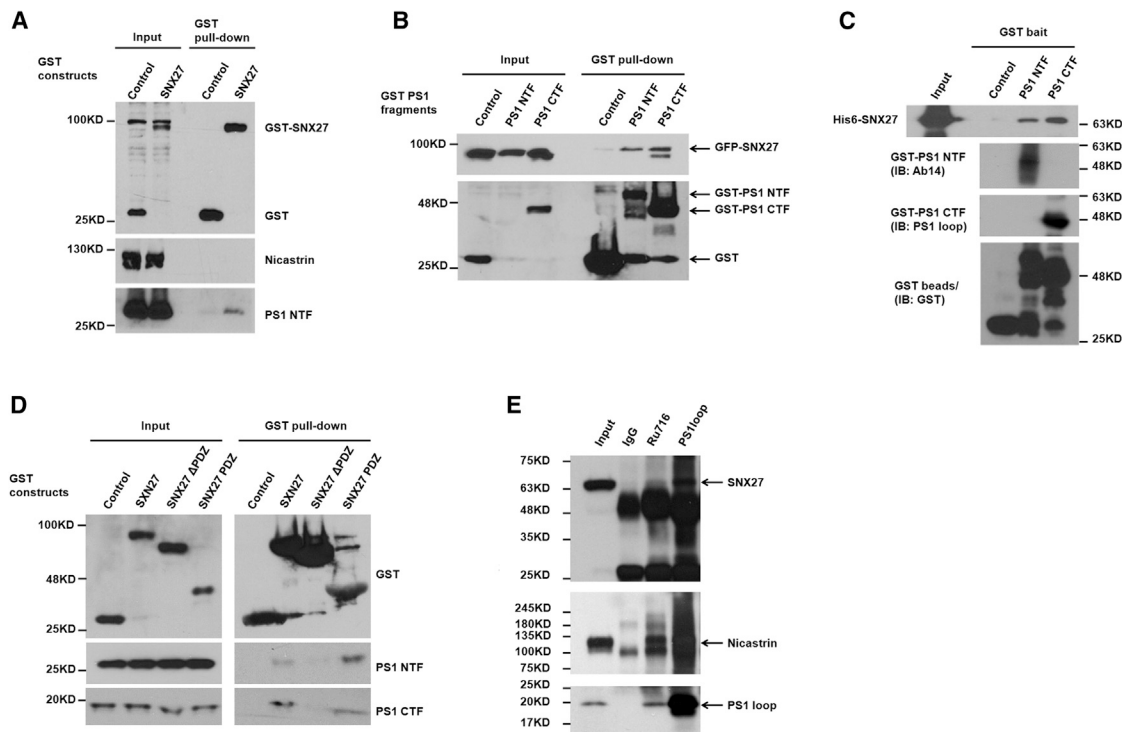 A
Input
GST
pull-down
GST
constructs
Control
SNX27
Control
SNX27
100KD
GST-SNX27
25KD
GST
130KD
Nicastrin
25KD
PS1 NTF
B
Input
GST pull-down
GST PS1
fragments
Control
PS1 NTF
PS1 CTF
Control
PS1 NTF
PS1 CTF
100KD
GFP-SNX27
48KD
GST-PS1 NTF
GST-PS1 CTF
25KD
GST
C
GST bait
Input
Control
PS1 NTF
PS1 CTF
His6-SNX27
63KD
GST-PS1 NTF
(IB: Ab14)
63KD
48KD
GST-PS1 CTF
(IB: PS1 loop)
63KD
48KD
GST beads/
(IB: GST)
48KD
25KD
D
Input
GST pull-down
GST
constructs
Control
SXN27
SNX27 ΔPDZ
SNX27 PDZ
Control
SXN27
SNX27 ΔPDZ
SNX27 PDZ
100KD
48KD
GST
25KD
25KD
PS1 NTF
20KD
PS1 CTF
E
Input
IgG
Ru716
PS1loop
75KD
63KD
SNX27
48KD
35KD
25KD
245KD
180KD
135KD
Nicastrin
100KD
75KD
25KD
20KD
PS1 loop
17KD